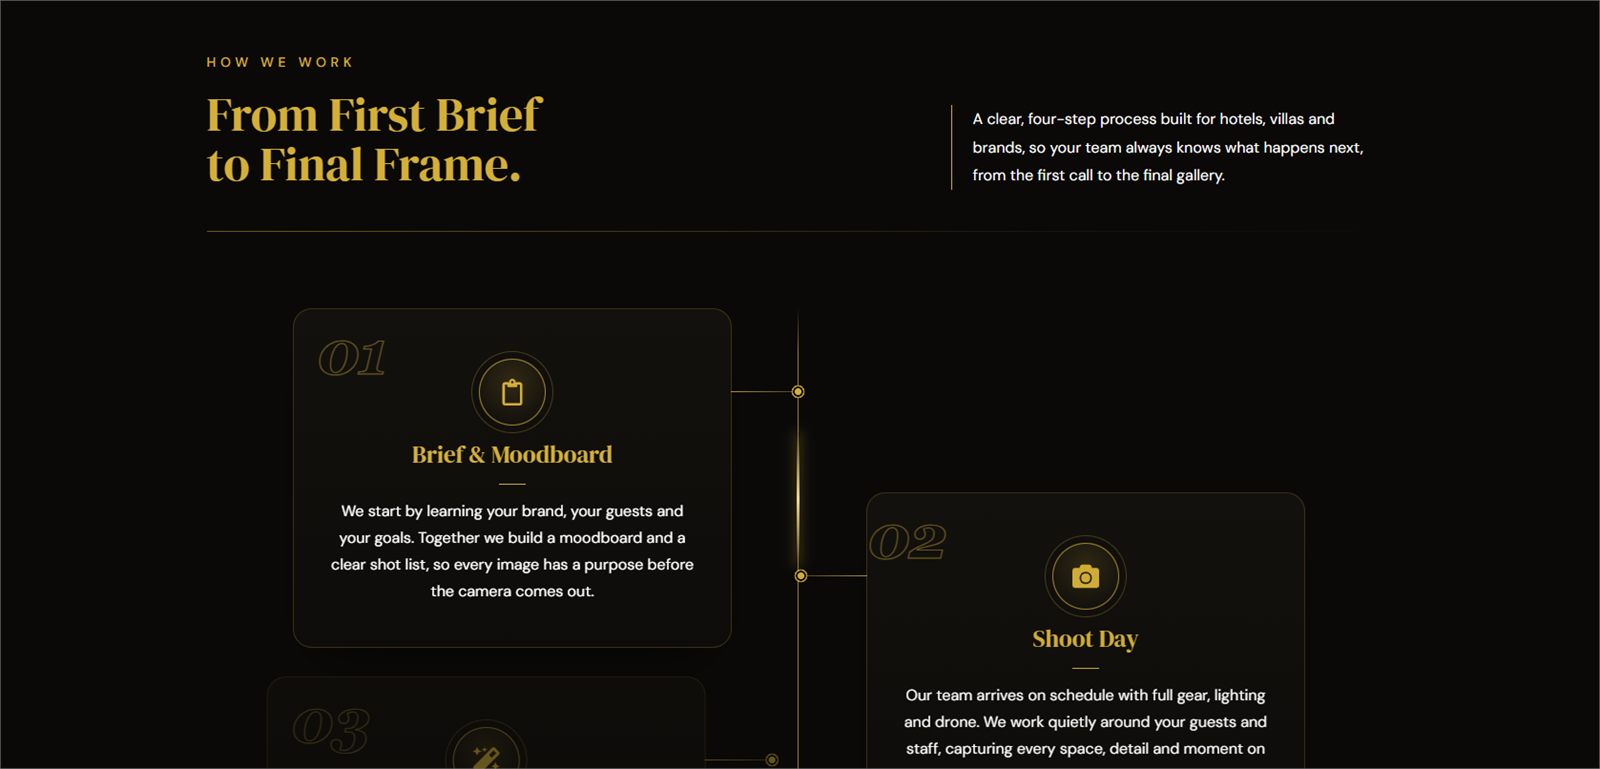 HOW WE WORK
From First Brief
to Final Frame.
A clear, four-step process built for hotels, villas and
brands, so your team always knows what happens next,
from the first call to the final gallery.
01
Brief & Moodboard
We start by learning your brand, your guests and
your goals. Together we build a moodboard and a
clear shot list, so every image has a purpose before
the camera comes out.
02
Shoot Day
Our team arrives on schedule with full gear, lighting
and drone. We work quietly around your guests and
staff, capturing every space, detail and moment on
03